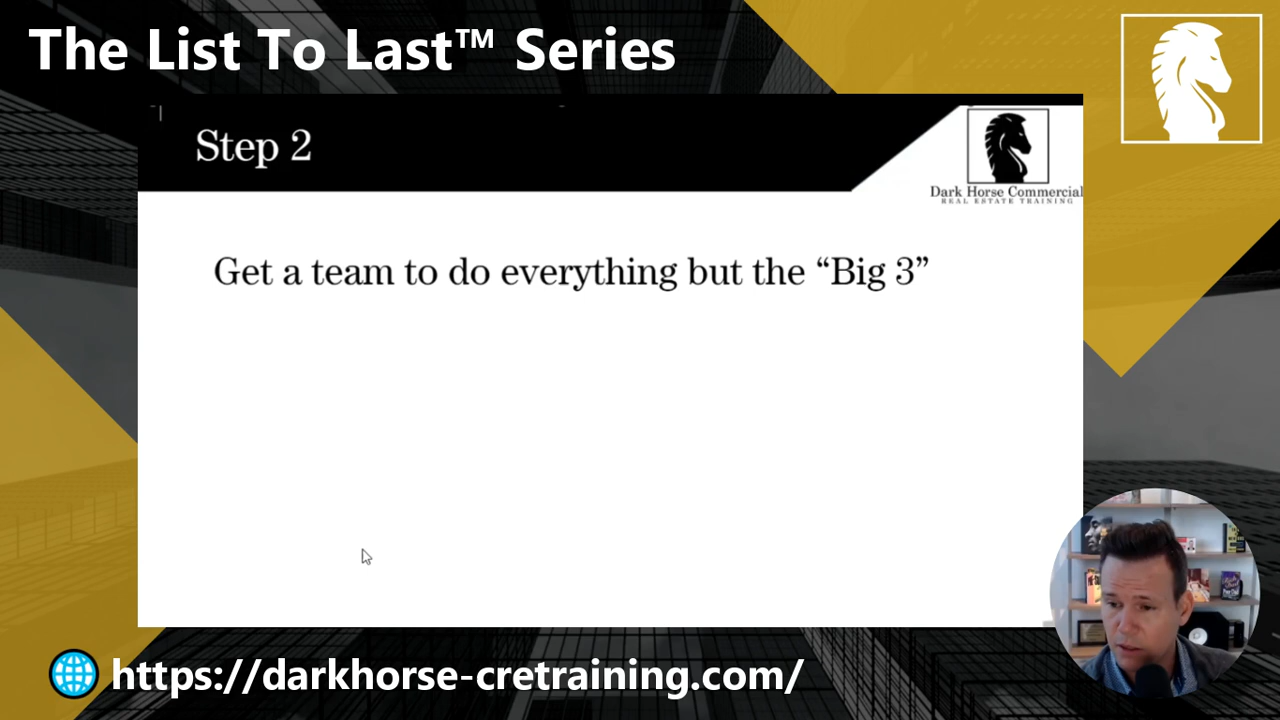 The List To Last™ Series
Step 2
Dark Horse Commercial
REAL ESTATE TRAINING
Get a team to do everything but the “Big 3”
https://darkhorse-cretraining.com/